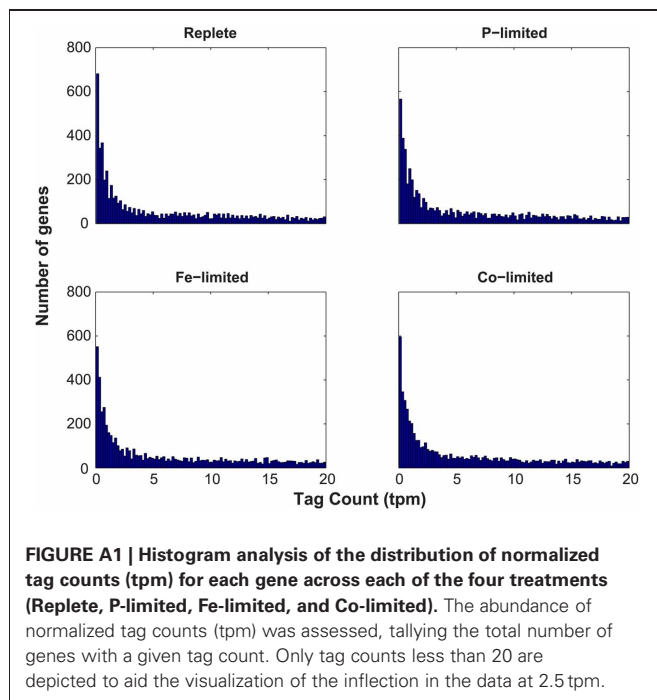 Replete
P−limited
800
600
400
200
0
Number of genes
Fe−limited
Co−limited
800
600
400
200
0
0
5
10
15
20
0
5
10
15
20
Tag Count (tpm)
FIGURE A1 | Histogram analysis of the distribution of normalized
tag counts (tpm) for each gene across each of the four treatments
(Replete, P-limited, Fe-limited, and Co-limited). The abundance of
normalized tag counts (tpm) was assessed, tallying the total number of
genes with a given tag count. Only tag counts less than 20 are
depicted to aid the visualization of the inflection in the data at 2.5 tpm.